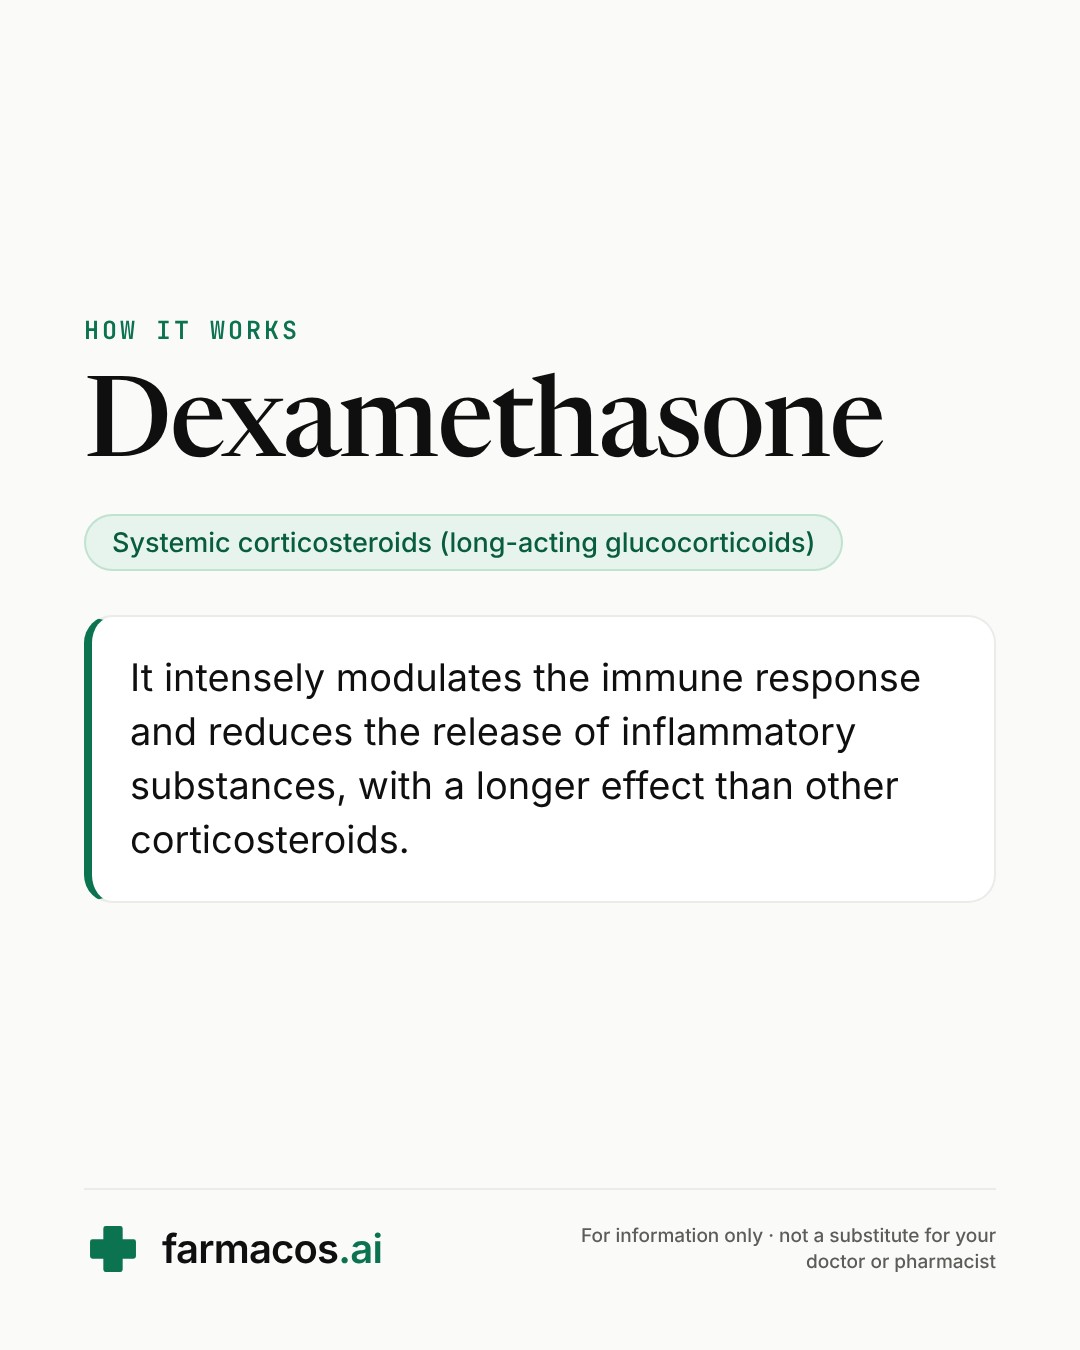 HOW IT WORKS
Dexamethasone
Systemic corticosteroids (long-acting glucocorticoids)
It intensely modulates the immune response
and reduces the release of inflammatory
substances, with a longer effect than other
corticosteroids.
farmacos.ai
For information only · not a substitute for your
doctor or pharmacist